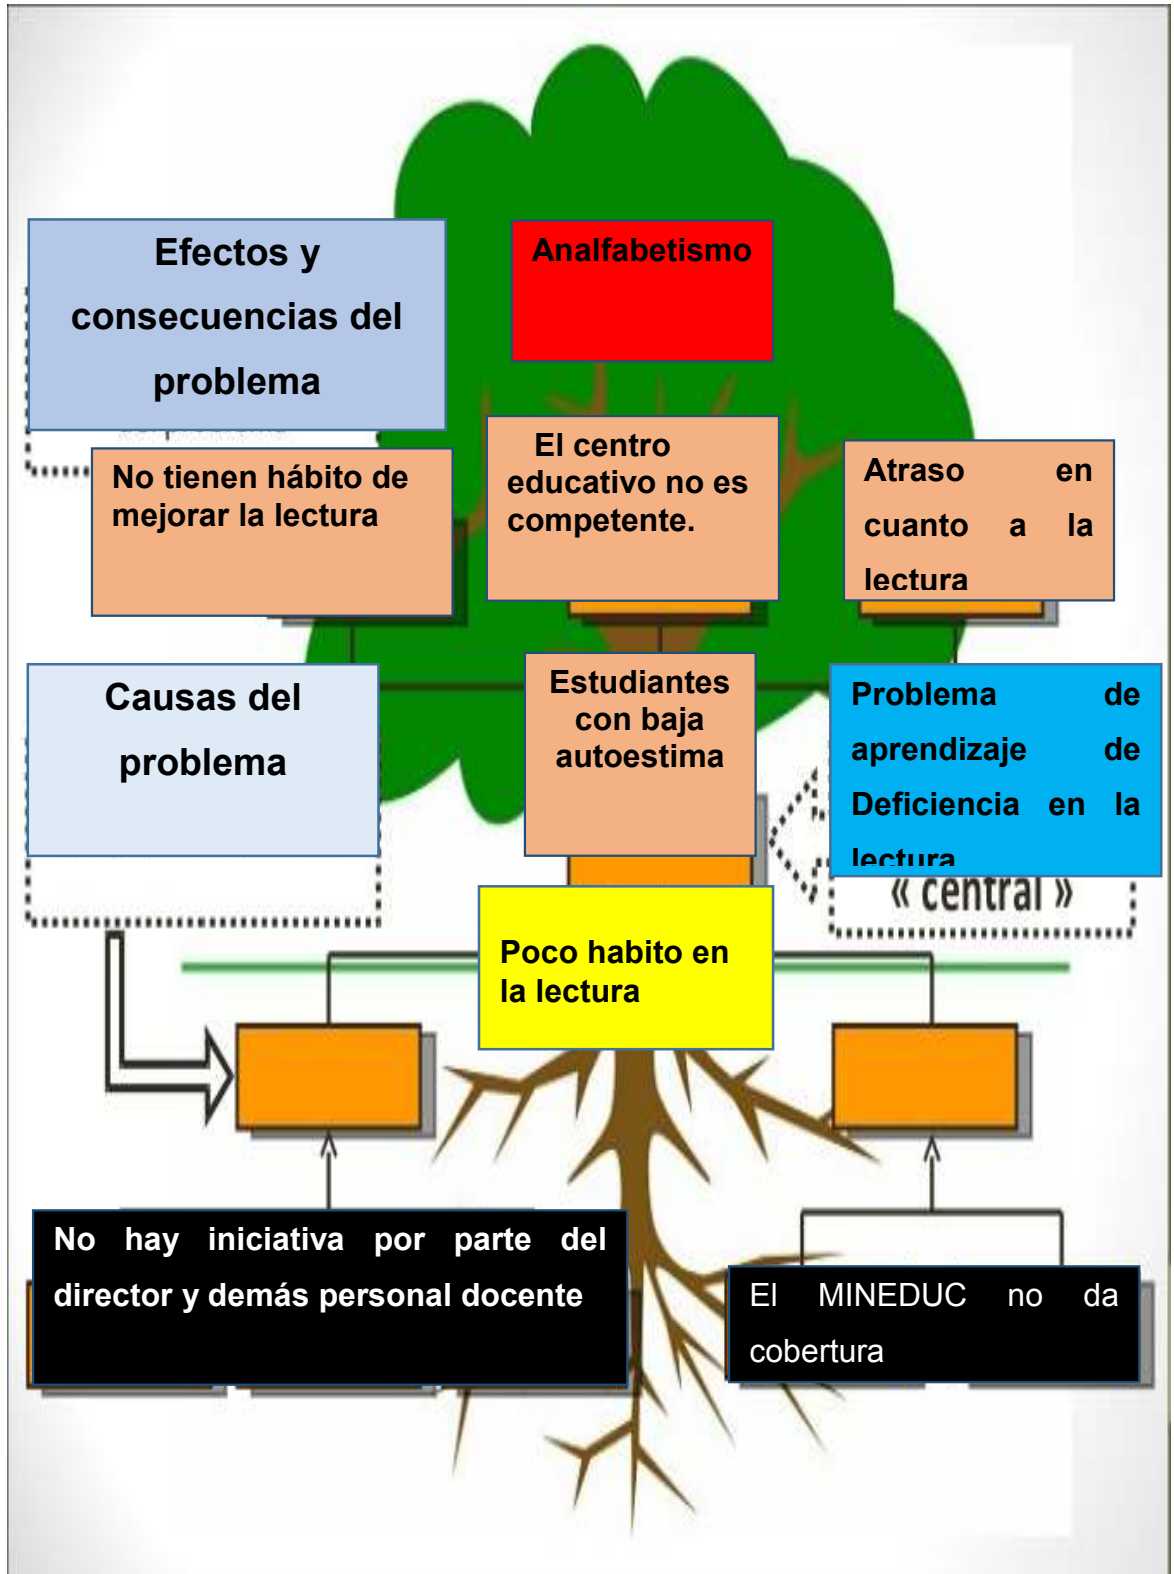 Efectos y
consecuencias del
problema
Analfabetismo
No tienen hábito de
mejorar la lectura
El centro
educativo no es
competente.
Atraso en
cuanto a la
lectura
Causas del
problema
Estudiantes
con baja
autoestima
Problema de
aprendizaje de
Deficiencia en la
lectura
« central »
Poco habito en
la lectura
No hay iniciativa por parte del
director y demás personal docente
El MINEDUC no da
cobertura